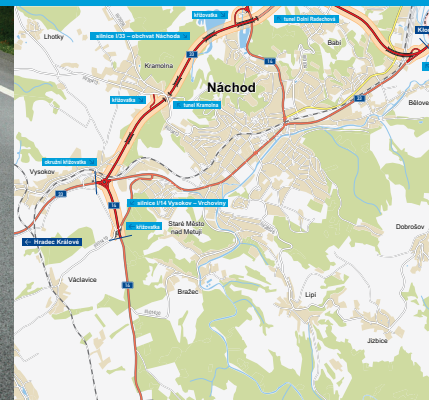 křižovatka
tunel Dolní Radechová
Lhotky
silnice I/33 – obchvat Náchoda
Babí
14
33
Kramolna
Náchod
křižovatka
tunel Kramolna
33
okružní křižovatka
Vysokov
33
14
silnice I/14 Vysokov – Vrchoviny
křižovatka
Staré Město
nad Metují
← Hradec Králové
Dobrošov
Václavice
14
Bražec
Lipí
Jizbice